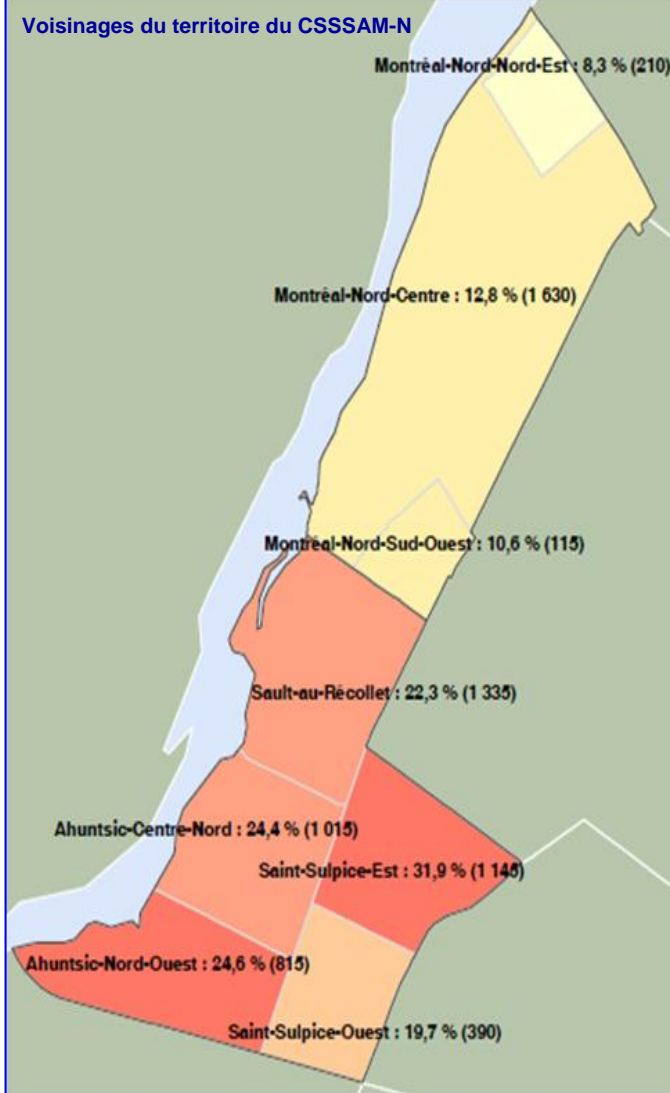 Voisinages du territoire du CSSSAM-N
Montréal-Nord-Nord-Est : 8,3 % (210)
Montréal-Nord-Centre : 12,8 % (1 630)
Montréal-Nord-Sud-Ouest : 10,6 % (115)
Sault-au-Récollet : 22,3 % (1 335)
Ahuntsic-Centre-Nord : 24,4 % (1 015)
Saint-Sulpice-Est : 31,9 % (1 145)
Ahuntsic-Nord-Ouest : 24,6 % (815)
Saint-Sulpice-Ouest : 19,7 % (390)